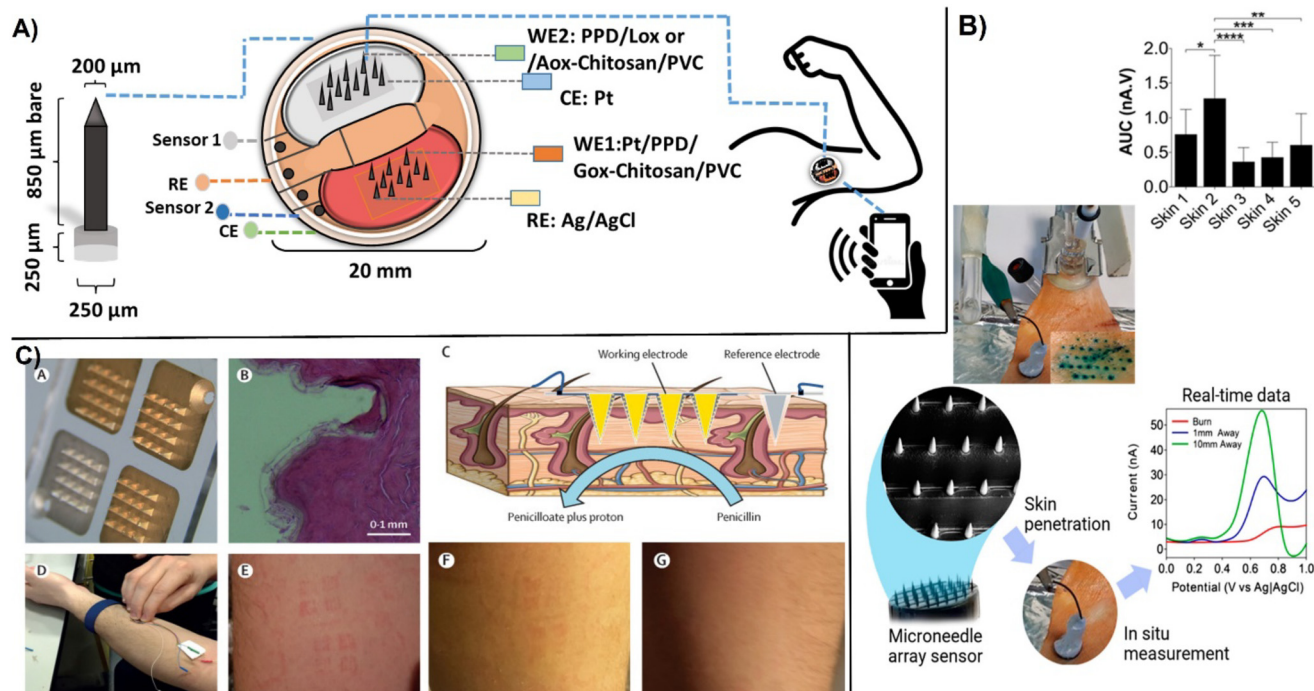 A)
200 µm
850 µm bare
250 µm
250 µm
Sensor 1
RE
Sensor 2
CE
20 mm
WE2: PPD/Lox or
/Aox-Chitosan/PVC
CE: Pt
WE1:Pt/PPD/
Gox-Chitosan/PVC
RE: Ag/AgCl
B)
AUC (nA.V)
2.0
1.5
1.0
0.5
0.0
*
****
***
**
Skin 1
Skin 2
Skin 3
Skin 4
Skin 5
Microneedle
array sensor
Skin
penetration
In situ
measurement
Real-time data
Burn
1mm Away
10mm Away
Current (nA)
50
40
30
20
10
0
0.0 0.2 0.4 0.6 0.8 1.0
Potential (V vs Ag|AgCl)
C)
A
B
0·1 mm
C
Working electrode
Reference electrode
Penicilloate plus proton
Penicillin
D
E
F
G